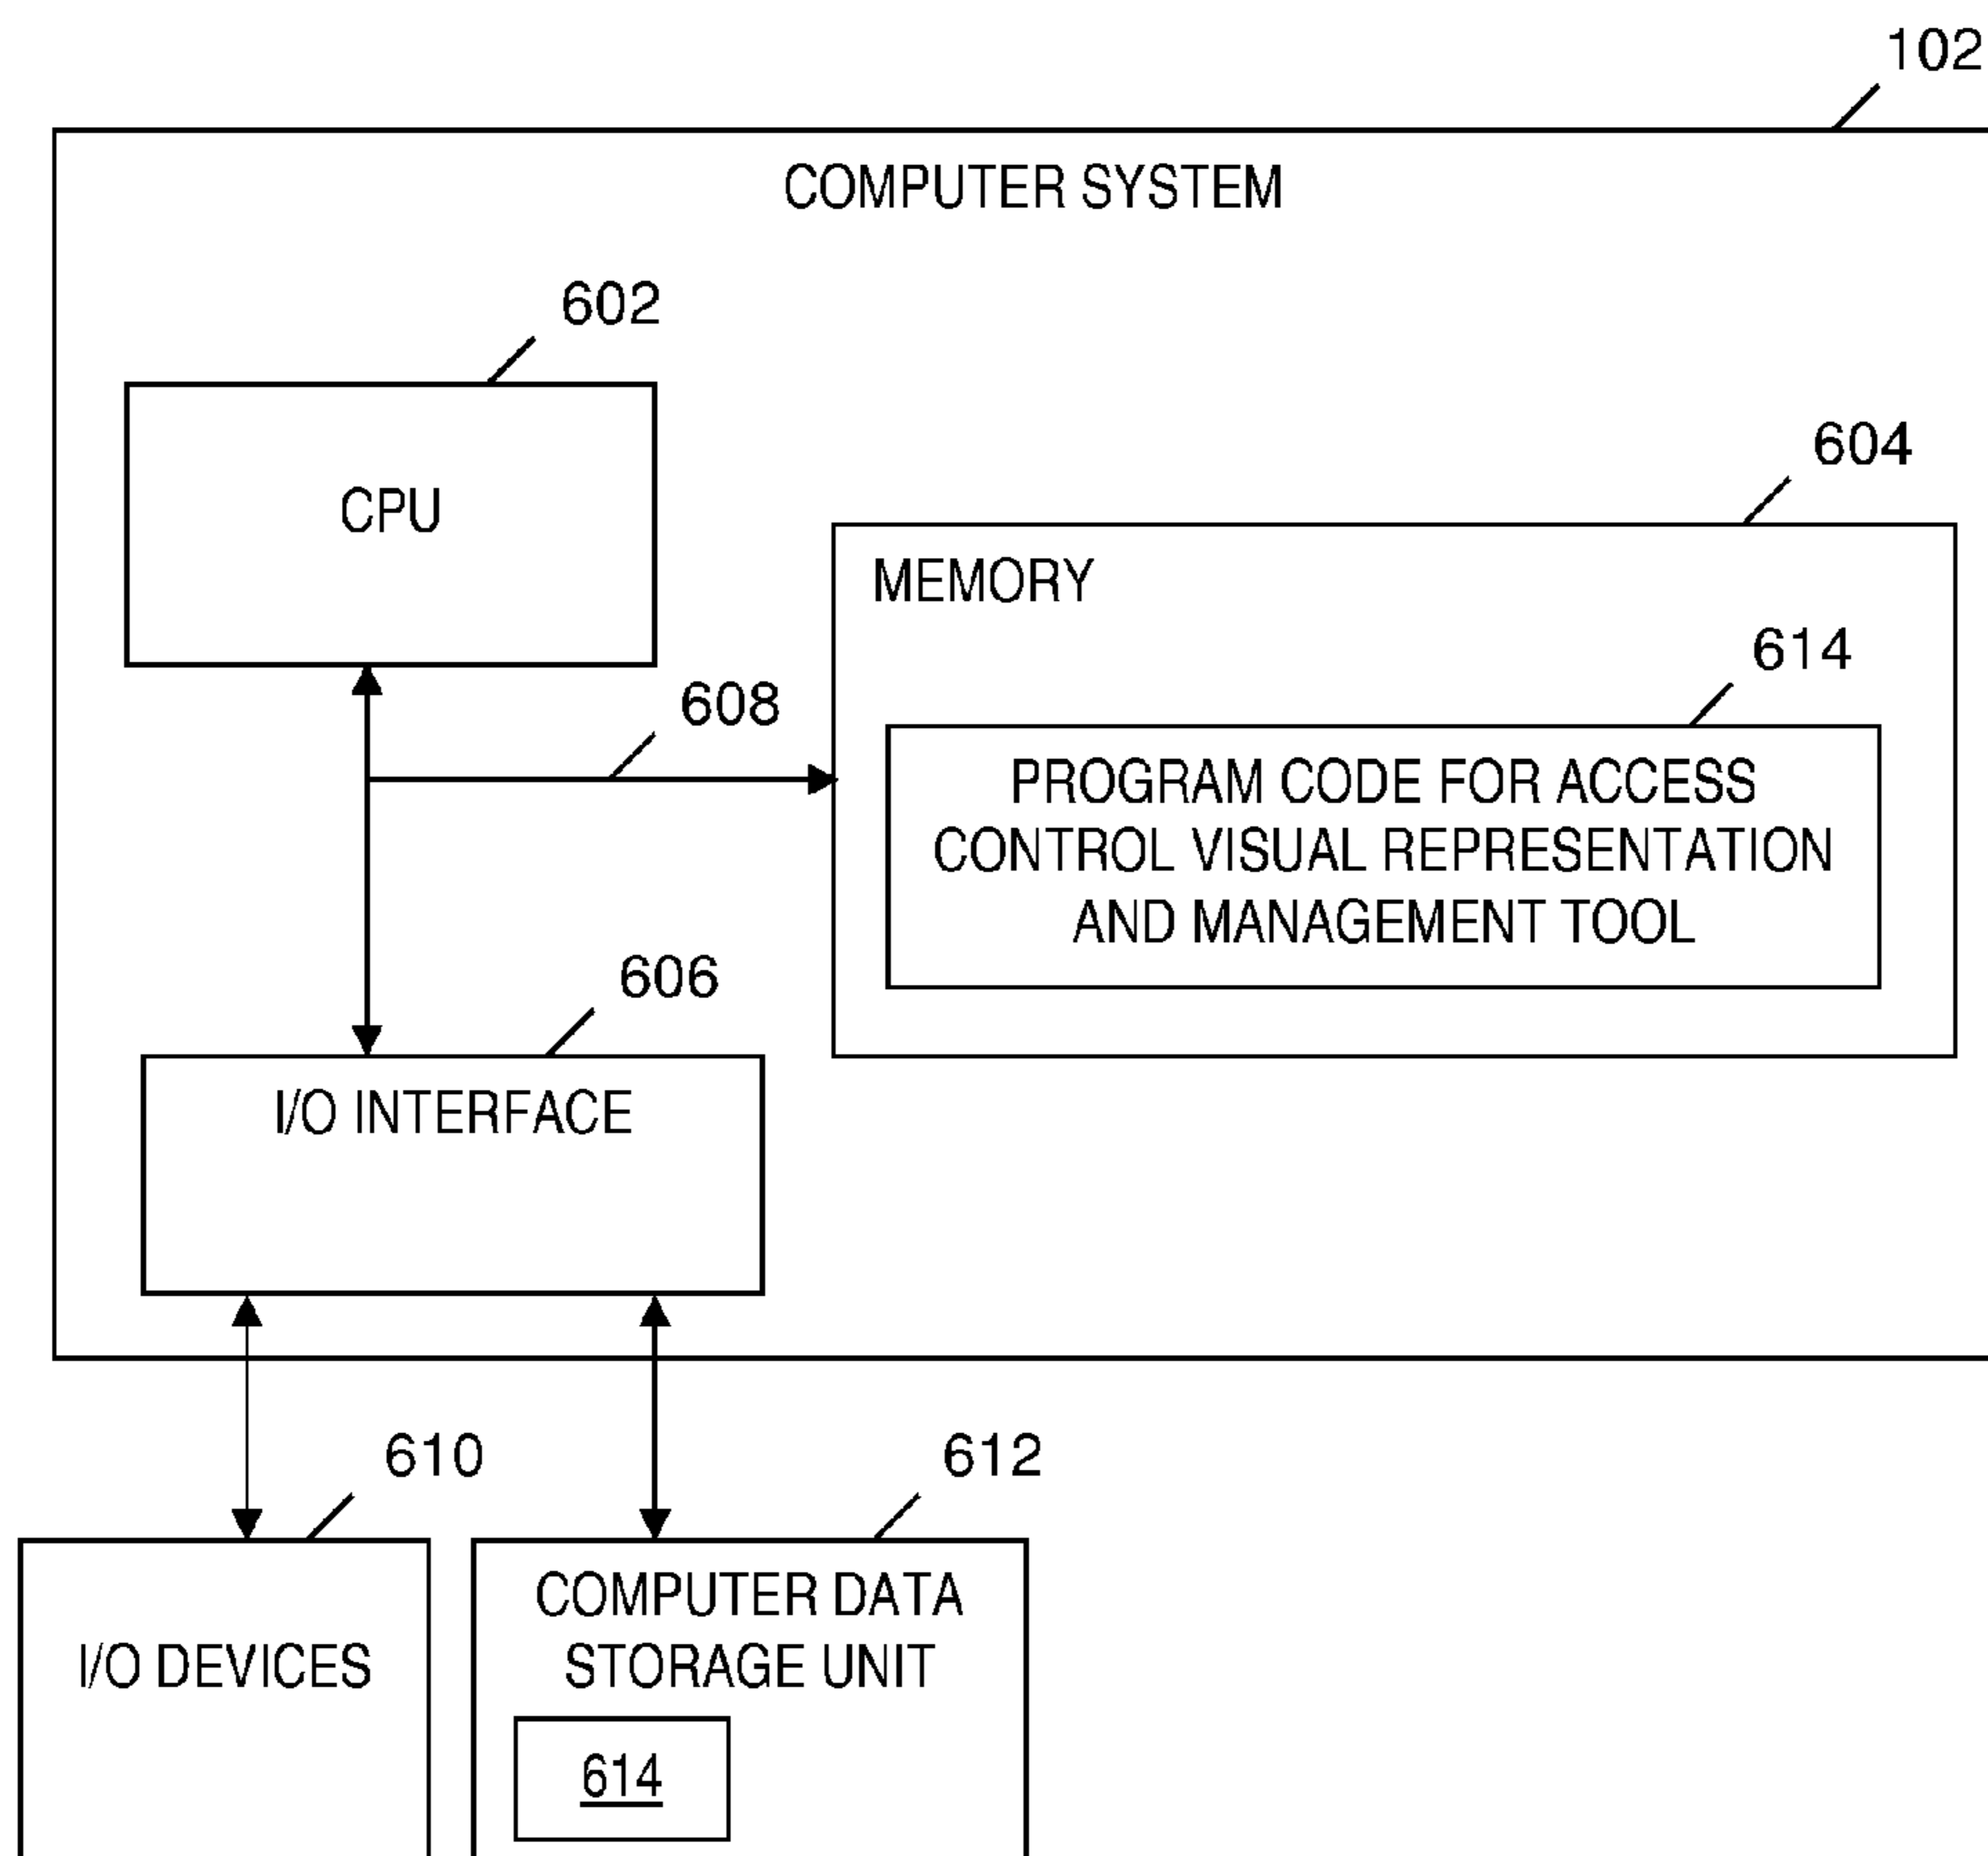 102
COMPUTER SYSTEM
602
CPU
604
MEMORY
614
PROGRAM CODE FOR ACCESS
CONTROL VISUAL REPRESENTATION
AND MANAGEMENT TOOL
608
606
I/O INTERFACE
610
612
I/O DEVICES
COMPUTER DATA
STORAGE UNIT
614